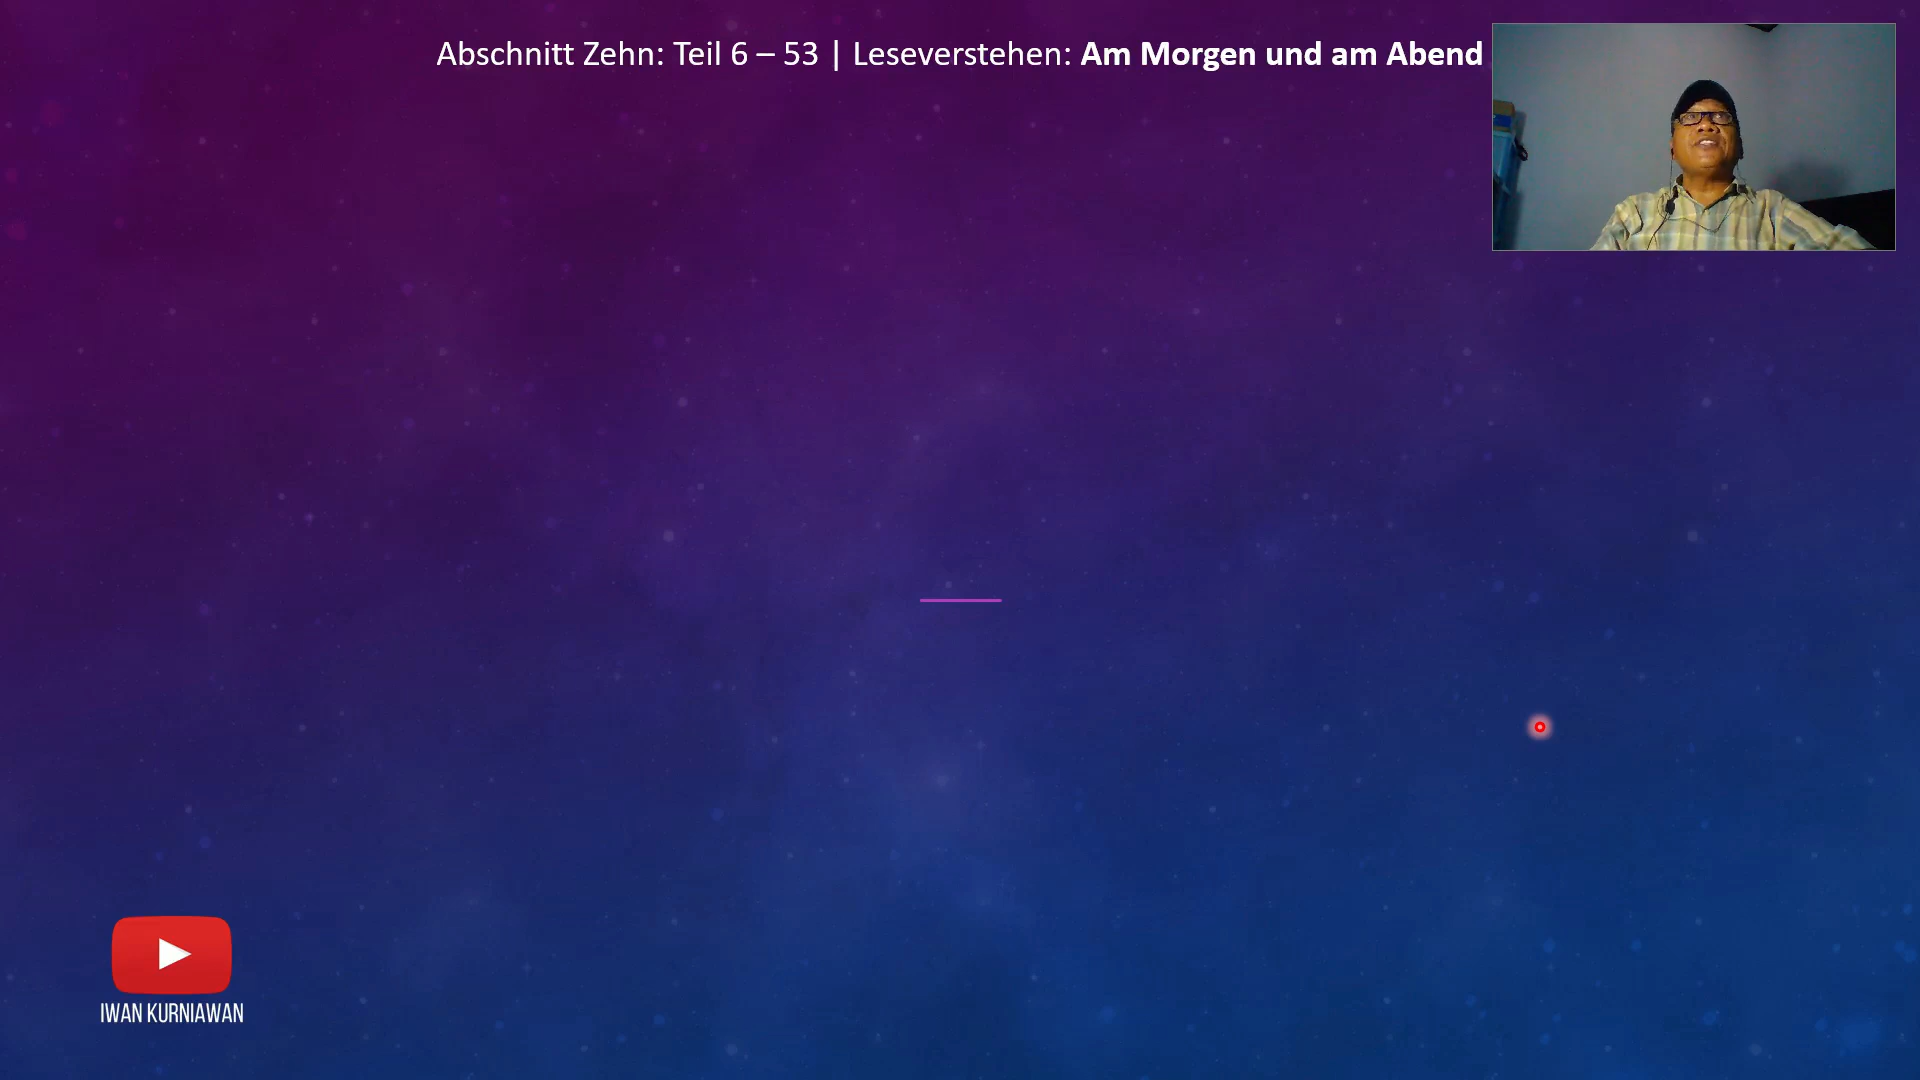 Abschnitt Zehn: Teil 6 – 53 | Leseverstehen: Am Morgen und am Abend
IWAN KURNIAWAN